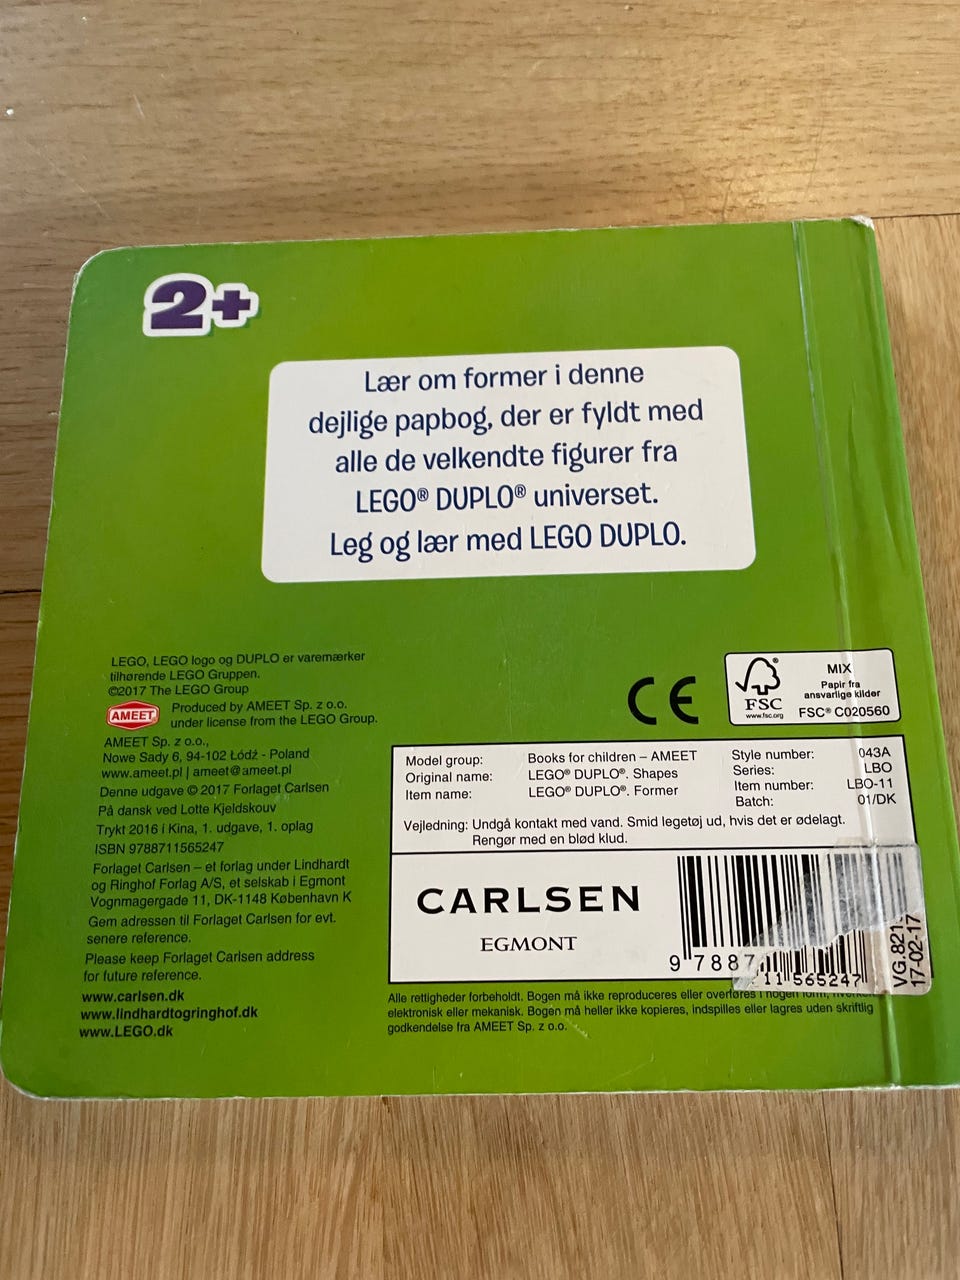 2+
Lær om former i denne
dejlige papbog, der er fyldt med
alle de velkendte figurer fra
LEGO® DUPLO® universet.
Leg og lær med LEGO DUPLO.
LEGO, LEGO logo og DUPLO er varemærker
tilhørende LEGO Gruppen.
©2017 The LEGO Group
AMEET
Produced by AMEET Sp. z o.o.
under license from the LEGO Group.
AMEET Sp. z o.o.,
Nowe Sady 6, 94-102 Łódź - Poland
www.ameet.pl | ameet@ameet.pl
Denne udgave © 2017 Forlaget Carlsen
På dansk ved Lotte Kjeldskouv
Trykt 2016 i Kina, 1. udgave, 1. oplag
ISBN 9788711565247
Forlaget Carlsen – et forlag under Lindhardt
og Ringhof Forlag A/S, et selskab i Egmont
Vognmagergade 11, DK-1148 København K
Gem adressen til Forlaget Carlsen for evt.
senere reference.
Please keep Forlaget Carlsen address
for future reference.
www.carlsen.dk
www.lindhardtogringhof.dk
www.LEGO.dk
CE
FSC
www.fsc.org
MIX
Papir fra
ansvarlige kilder
FSC® C020560
Model group: Books for children – AMEET
Original name: LEGO® DUPLO®. Shapes
Item name: LEGO® DUPLO®. Former
Style number: 043A
Series: LBO
Item number: LBO-11
Batch: 01/DK
Vejledning: Undgå kontakt med vand. Smid legetøj ud, hvis det er ødelagt.
Rengør med en blød klud.
CARLSEN
EGMONT
9 7887 11 565247
VG.821
17-02-17
Alle rettigheder forbeholdt. Bogen må ikke reproduceres eller overføres i nogen form, hverken
elektronisk eller mekanisk. Bogen må heller ikke kopieres, indspilles eller lagres uden skriftlig
godkendelse fra AMEET Sp. z o.o.